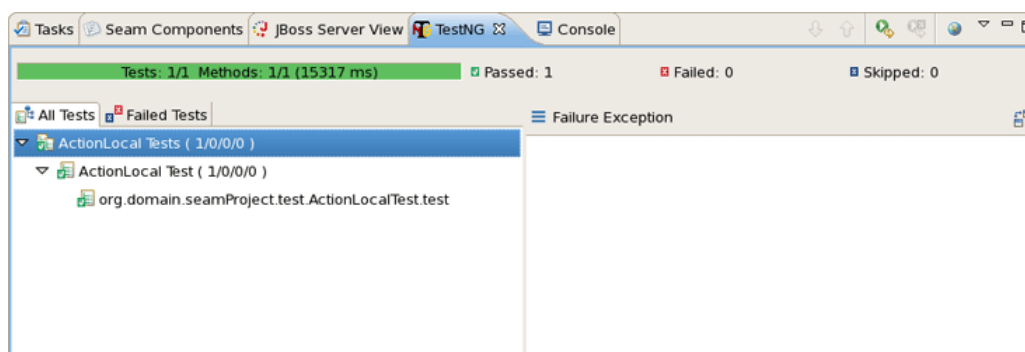 Tasks Seam Components JBoss Server View TestNG Console
Tests: 1/1 Methods: 1/1 (15317 ms) Passed: 1 Failed: 0 Skipped: 0
All Tests Failed Tests Failure Exception
ActionLocal Tests ( 1/0/0/0 )
ActionLocal Test ( 1/0/0/0 )
org.domain.seamProject.test.ActionLocalTest.test